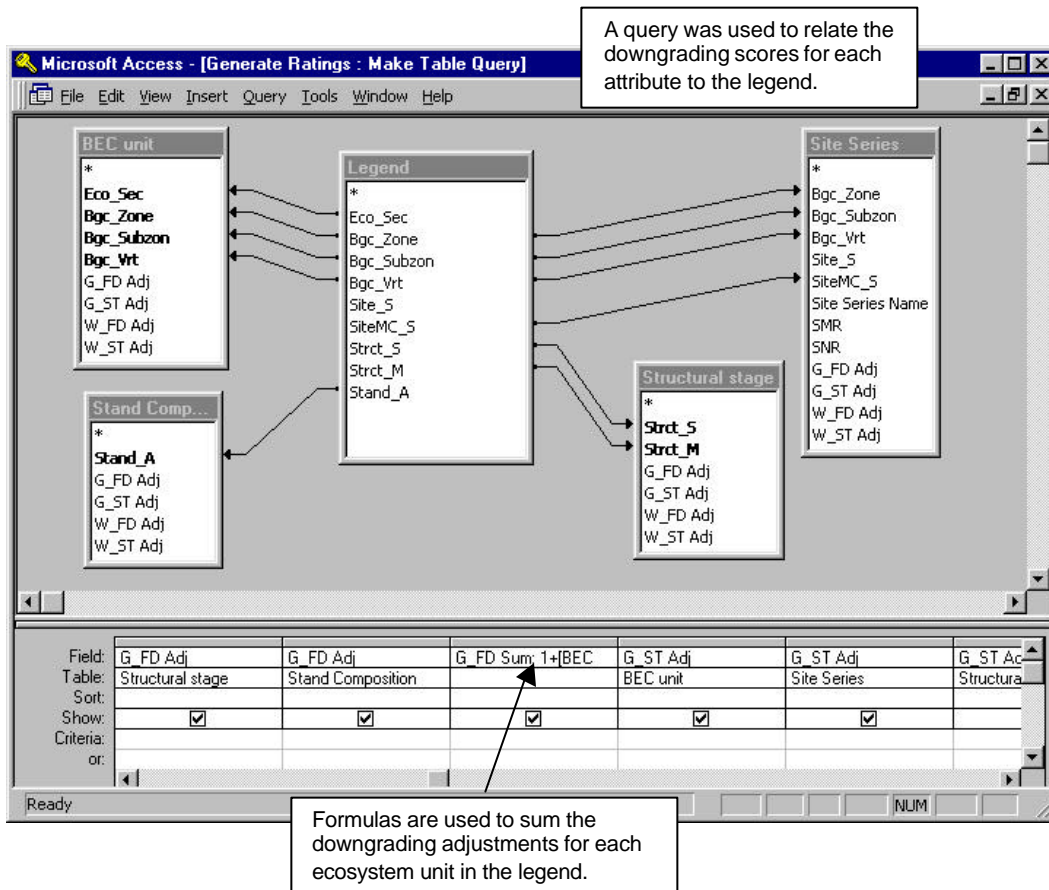 A query was used to relate the
downgrading scores for each
attribute to the legend.
Microsoft Access - [Generate Ratings : Make Table Query]
File Edit View Insert Query Tools Window Help
BEC unit
*
Eco_Sec
Bgc_Zone
Bgc_Subzon
Bgc_Vrt
G_FD Adj
G_ST Adj
W_FD Adj
W_ST Adj
Legend
*
Eco_Sec
Bgc_Zone
Bgc_Subzon
Bgc_Vrt
Site_S
SiteMC_S
Strct_S
Strct_M
Stand_A
Site Series
*
Bgc_Zone
Bgc_Subzon
Bgc_Vrt
Site_S
SiteMC_S
Site Series Name
SMR
SNR
G_FD Adj
G_ST Adj
W_FD Adj
W_ST Adj
Stand Comp...
*
Stand_A
G_FD Adj
G_ST Adj
W_FD Adj
W_ST Adj
Structural stage
*
Strct_S
Strct_M
G_FD Adj
G_ST Adj
W_FD Adj
W_ST Adj
Field: G_FD Adj G_FD Adj G_FD Sum: 1+[BEC G_ST Adj G_ST Adj G_ST Ac
Table: Structural stage Stand Composition BEC unit Site Series Structura
Sort:
Show:
Criteria:
or:
Ready NUM
Formulas are used to sum the
downgrading adjustments for each
ecosystem unit in the legend.